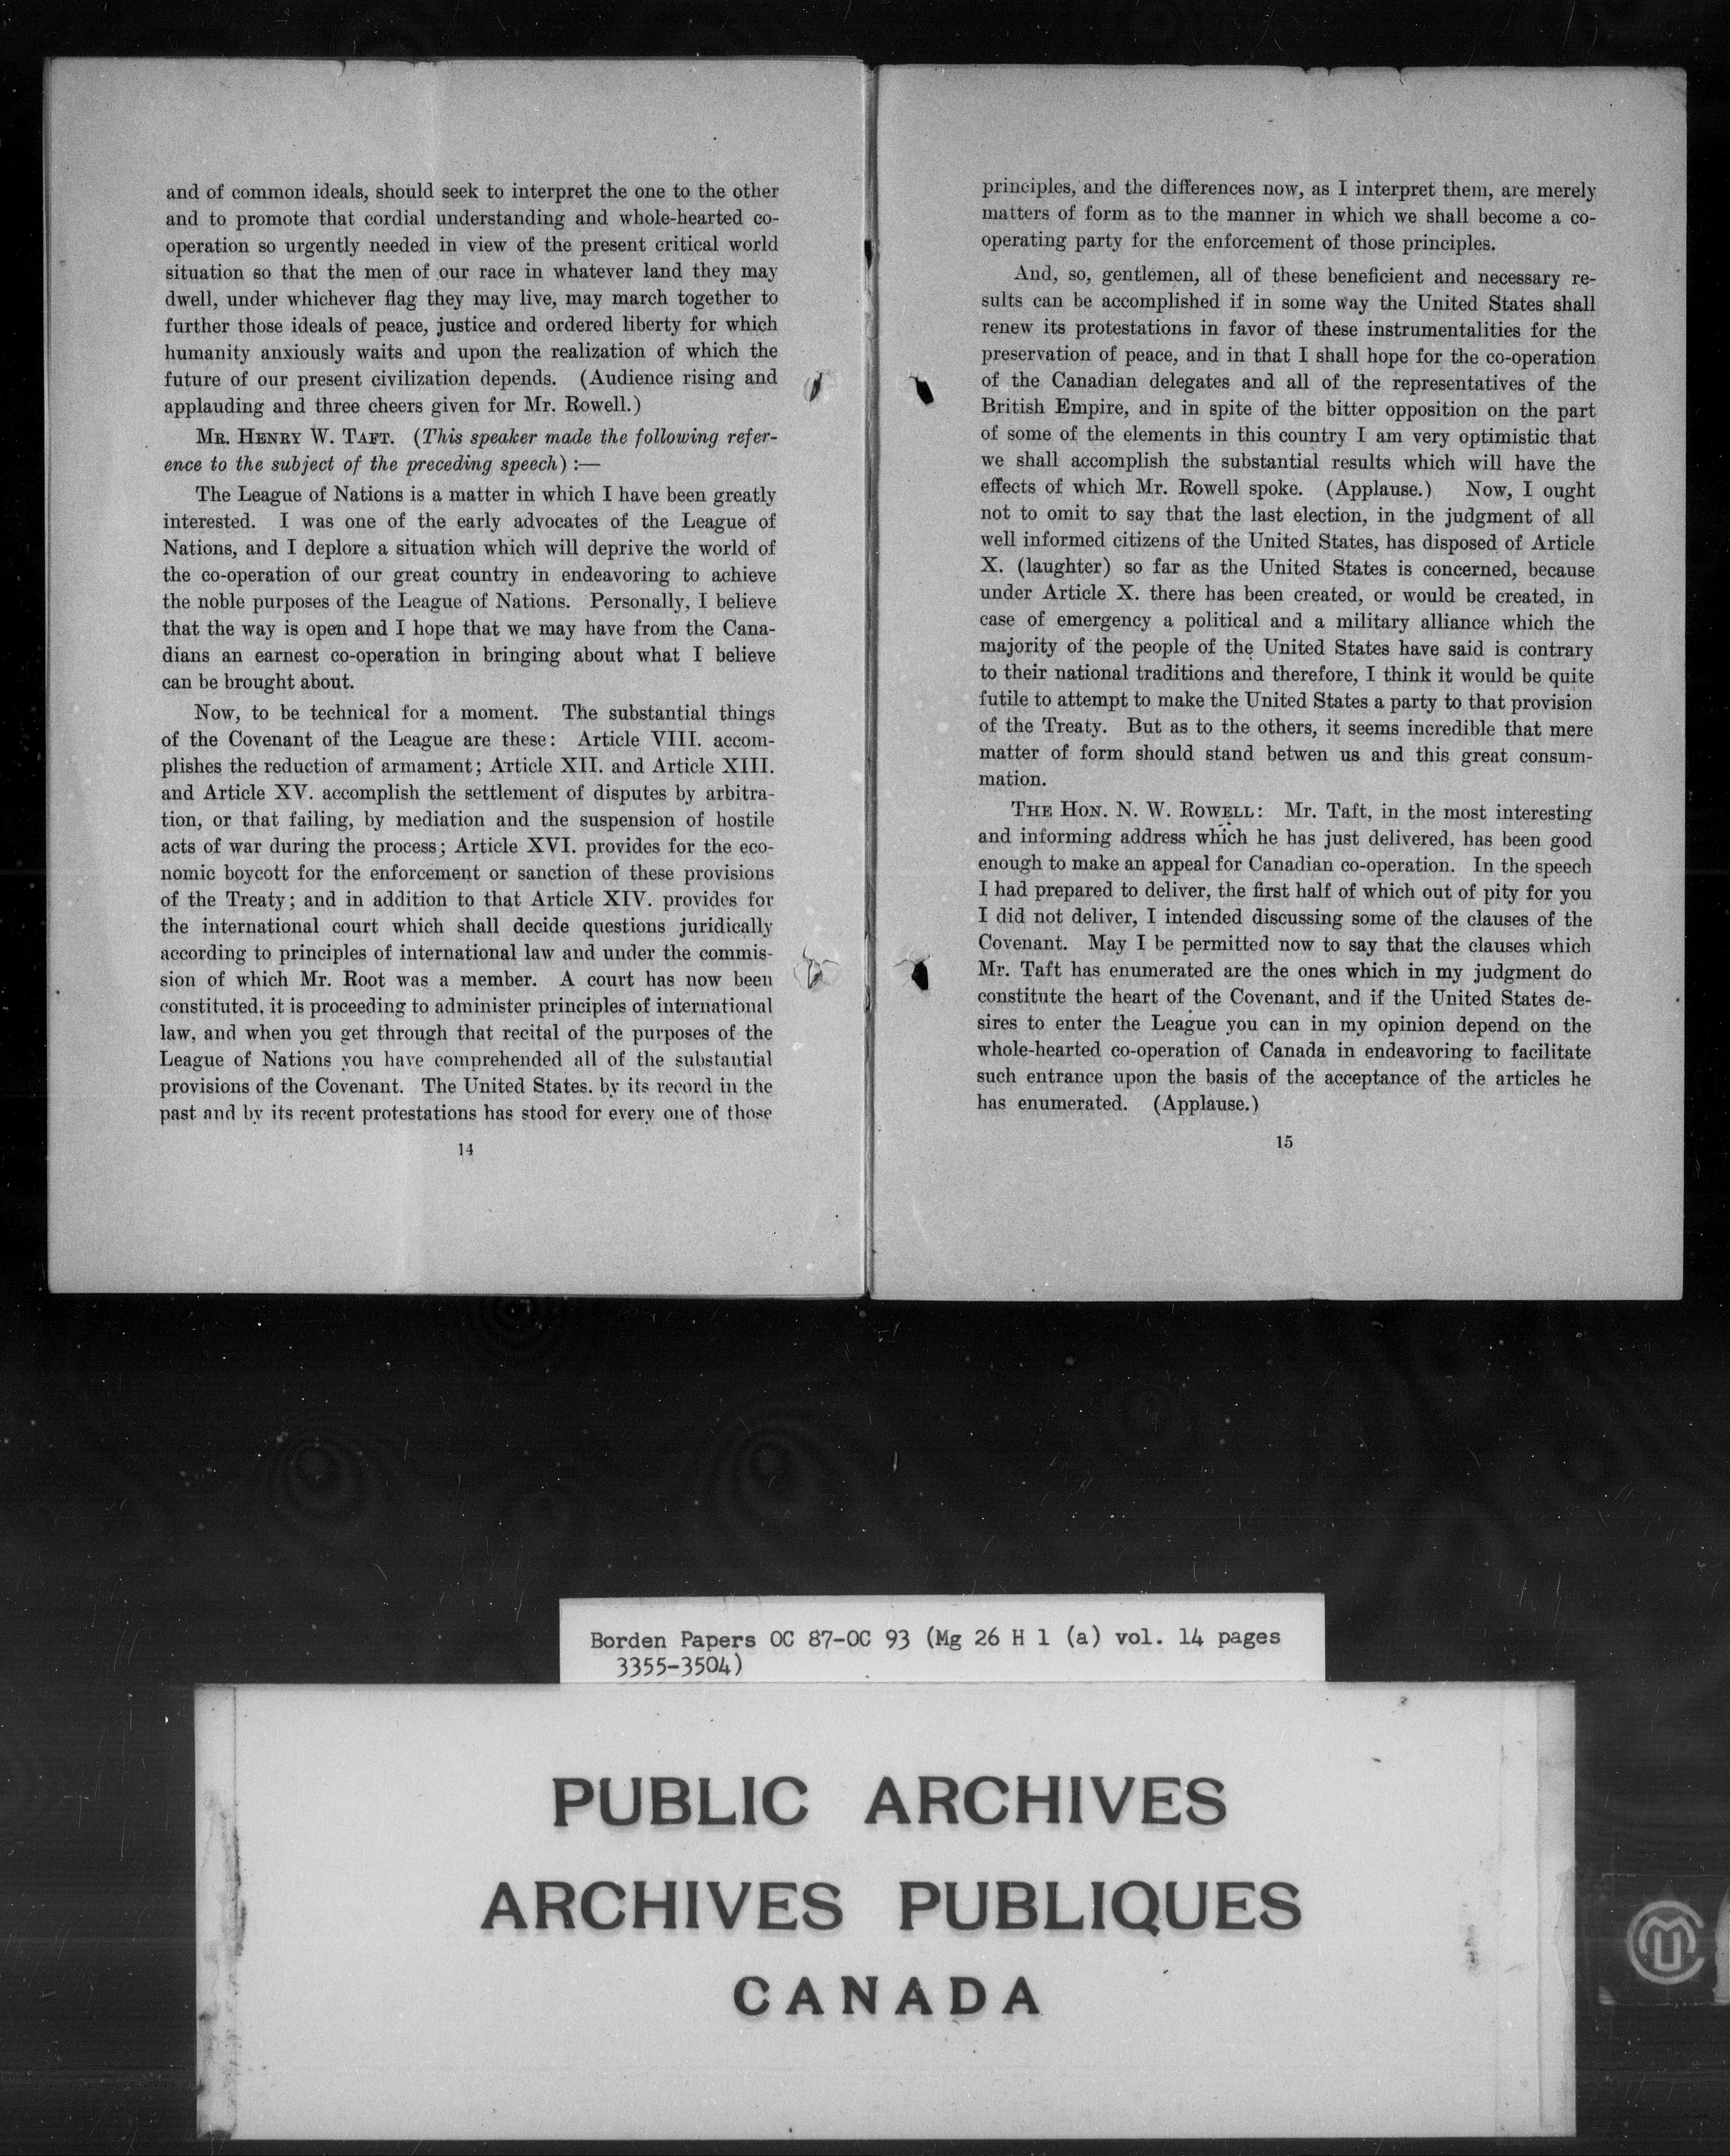 and of common ideals, should seek to interpret the one to the other
and to promote that cordial understanding and whole-hearted co-
operation so urgently needed in view of the present critical world
situation so that the men of our race in whatever land they may
dwell, under whichever flag they may live, may march together to
further those ideals of peace, justice and ordered liberty for which
humanity anxiously waits and upon the realization of which the
future of our present civilization depends. (Audience rising and
applauding and three cheers given for Mr. Rowell.)
MR. HENRY W. TAFT. (This speaker made the following refer-
ence to the subject of the preceding speech) :—
The League of Nations is a matter in which I have been greatly
interested. I was one of the early advocates of the League of
Nations, and I deplore a situation which will deprive the world of
the co-operation of our great country in endeavoring to achieve
the noble purposes of the League of Nations. Personally, I believe
that the way is open and I hope that we may have from the Cana-
dians an earnest co-operation in bringing about what I believe
can be brought about.
Now, to be technical for a moment. The substantial things
of the Covenant of the League are these: Article VIII. accom-
plishes the reduction of armament; Article XII. and Article XIII.
and Article XV. accomplish the settlement of disputes by arbitra-
tion, or that failing, by mediation and the suspension of hostile
acts of war during the process; Article XVI. provides for the eco-
nomic boycott for the enforcement or sanction of these provisions
of the Treaty; and in addition to that Article XIV. provides for
the international court which shall decide questions juridically
according to principles of international law and under the commis-
sion of which Mr. Root was a member. A court has now been
constituted, it is proceeding to administer principles of international
law, and when you get through that recital of the purposes of the
League of Nations you have comprehended all of the substantial
provisions of the Covenant. The United States. by its record in the
past and by its recent protestations has stood for every one of those
14
principles, and the differences now, as I interpret them, are merely
matters of form as to the manner in which we shall become a co-
operating party for the enforcement of those principles.
And, so, gentlemen, all of these beneficient and necessary re-
sults can be accomplished if in some way the United States shall
renew its protestations in favor of these instrumentalities for the
preservation of peace, and in that I shall hope for the co-operation
of the Canadian delegates and all of the representatives of the
British Empire, and in spite of the bitter opposition on the part
of some of the elements in this country I am very optimistic that
we shall accomplish the substantial results which will have the
effects of which Mr. Rowell spoke. (Applause.) Now, I ought
not to omit to say that the last election, in the judgment of all
well informed citizens of the United States, has disposed of Article
X. (laughter) so far as the United States is concerned, because
under Article X. there has been created, or would be created, in
case of emergency a political and a military alliance which the
majority of the people of the United States have said is contrary
to their national traditions and therefore, I think it would be quite
futile to attempt to make the United States a party to that provision
of the Treaty. But as to the others, it seems incredible that mere
matter of form should stand betwen us and this great consum-
mation.
THE HON. N. W. ROWELL: Mr. Taft, in the most interesting
and informing address which he has just delivered, has been good
enough to make an appeal for Canadian co-operation. In the speech
I had prepared to deliver, the first half of which out of pity for you
I did not deliver, I intended discussing some of the clauses of the
Covenant. May I be permitted now to say that the clauses which
Mr. Taft has enumerated are the ones which in my judgment do
constitute the heart of the Covenant, and if the United States de-
sires to enter the League you can in my opinion depend on the
whole-hearted co-operation of Canada in endeavoring to facilitate
such entrance upon the basis of the acceptance of the articles he
has enumerated. (Applause.)
15
Borden Papers OC 87-OC 93 (Mg 26 H 1 (a) vol. 14 pages
3355-3504)
PUBLIC ARCHIVES
ARCHIVES PUBLIQUES
CANADA